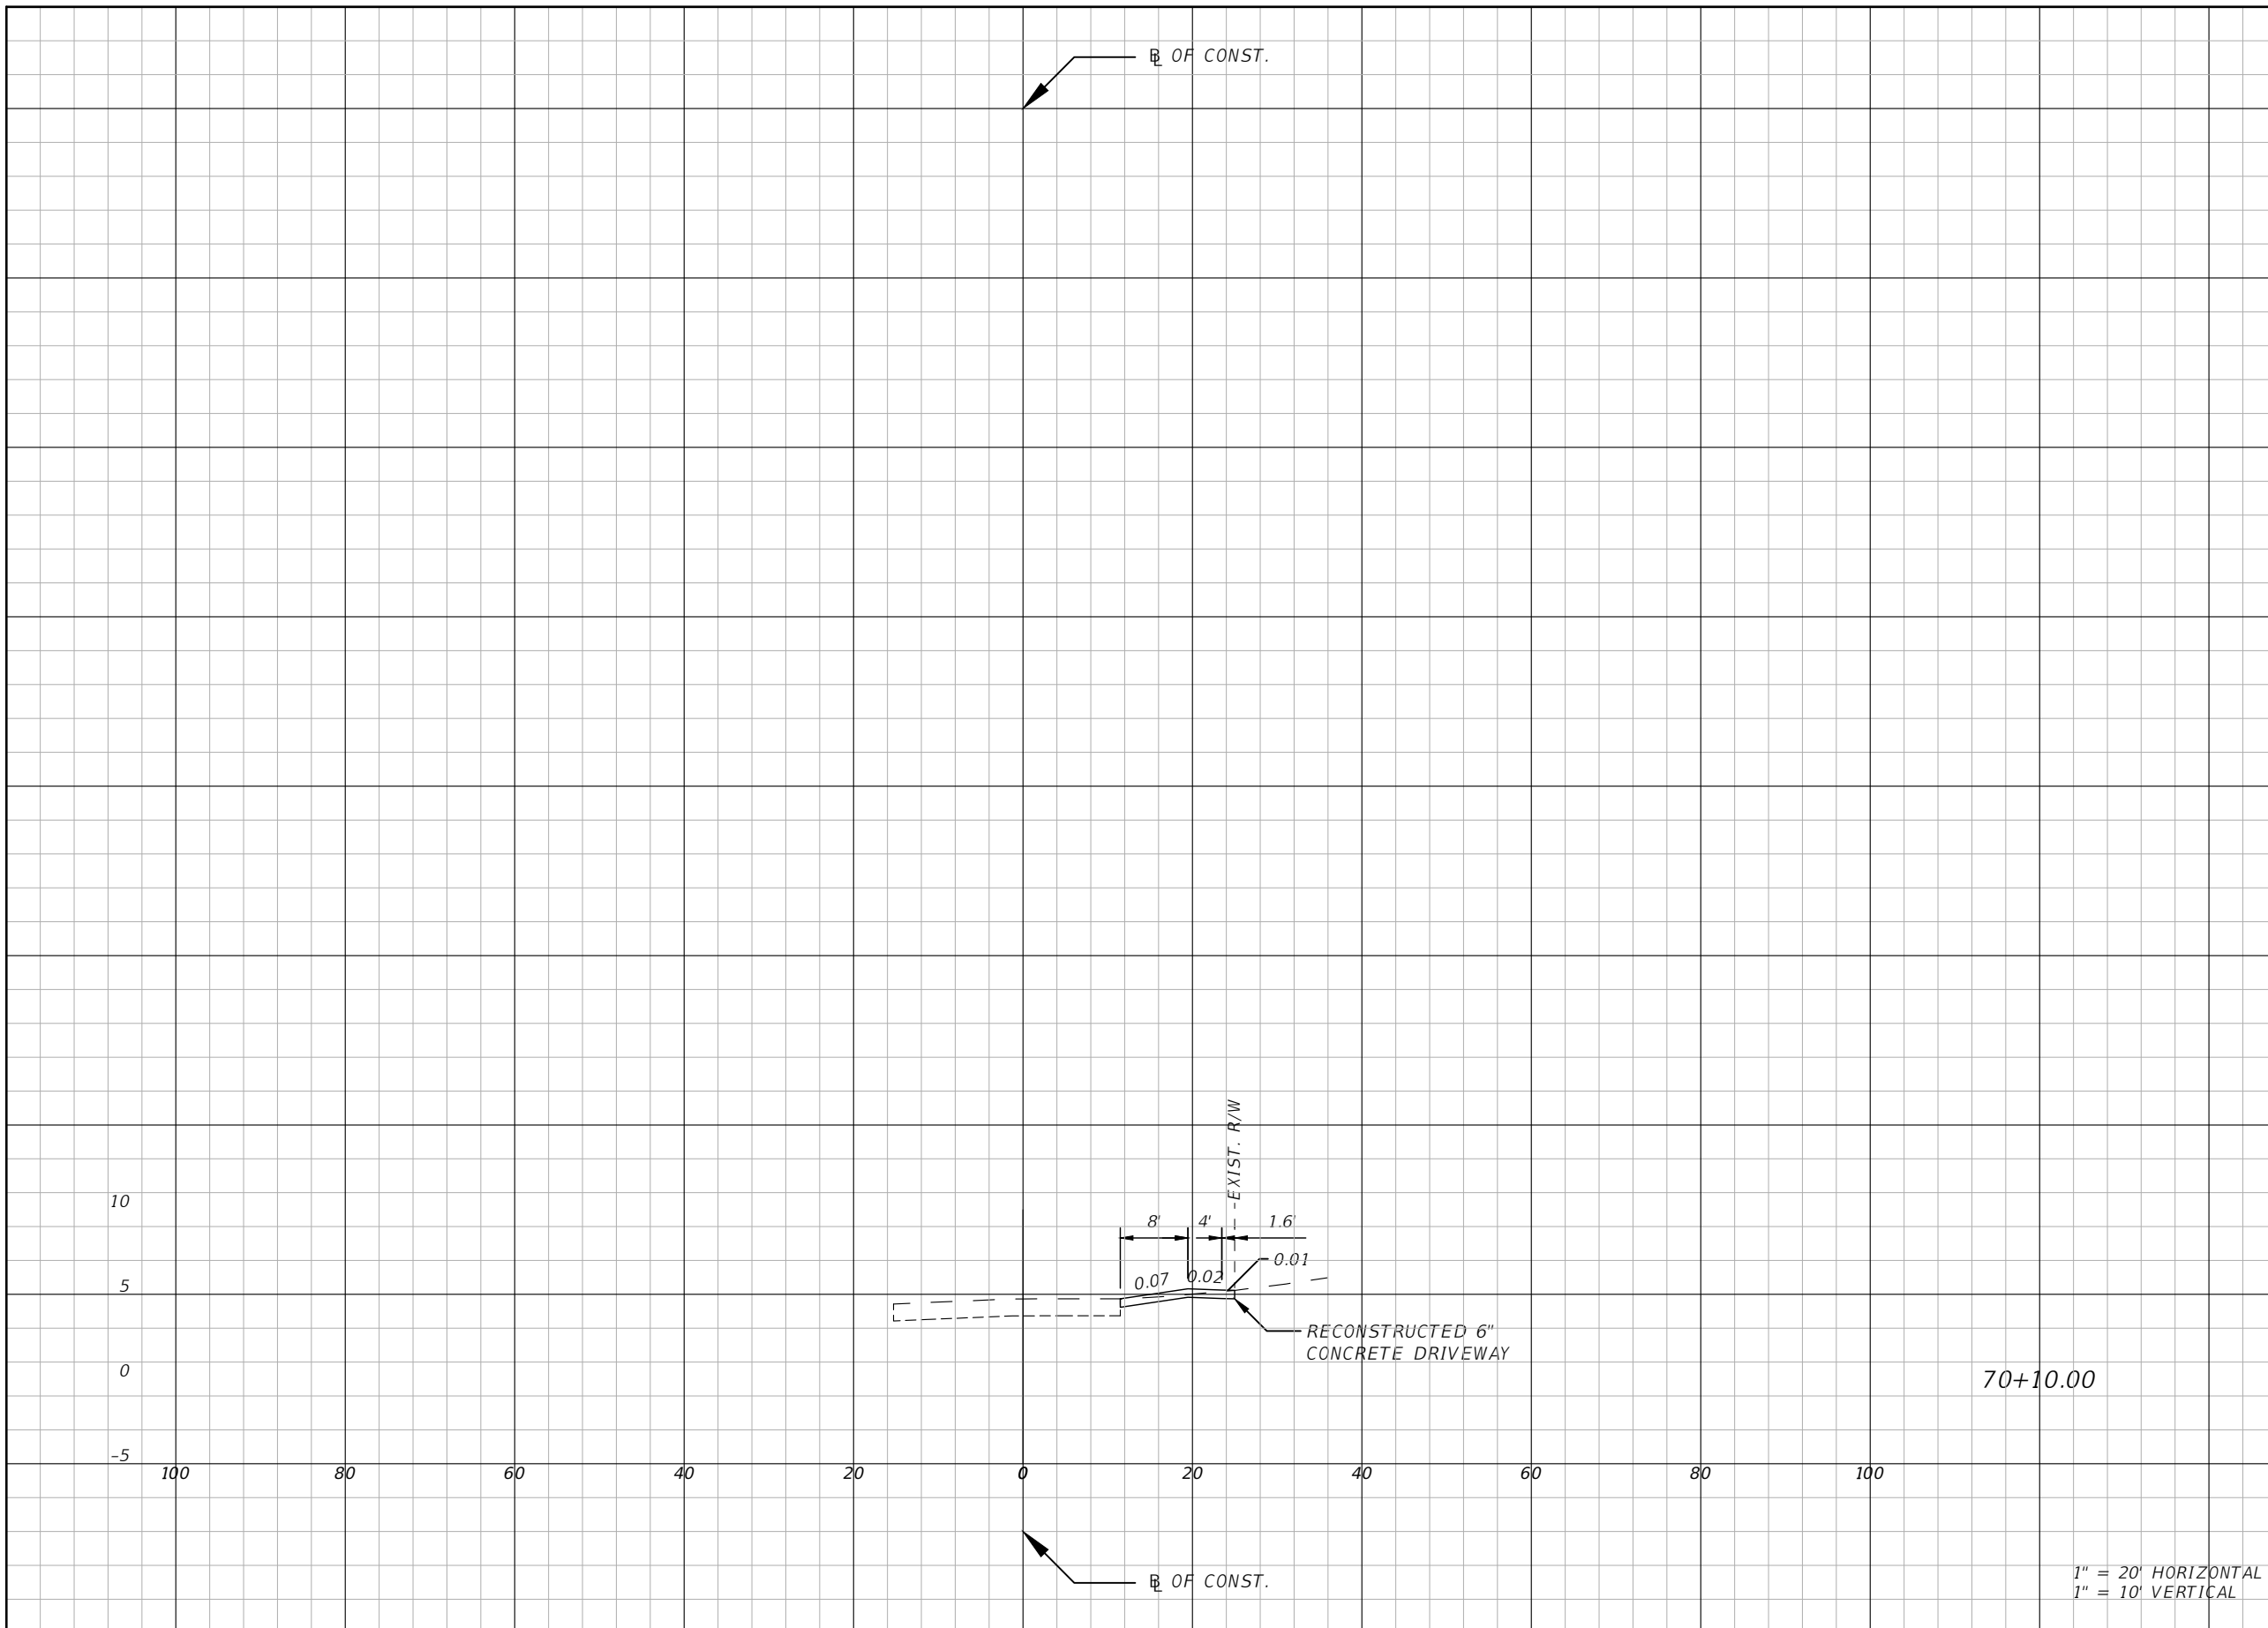 ℄ OF CONST.
EXIST. R/W
10
8' 4' 1.6'
5
0.07 0.02 0.01
RECONSTRUCTED 6"
CONCRETE DRIVEWAY
0
70+10.00
-5
100 80 60 40 20 0 20 40 60 80 100
℄ OF CONST.
1" = 20' HORIZONTAL
1" = 10' VERTICAL